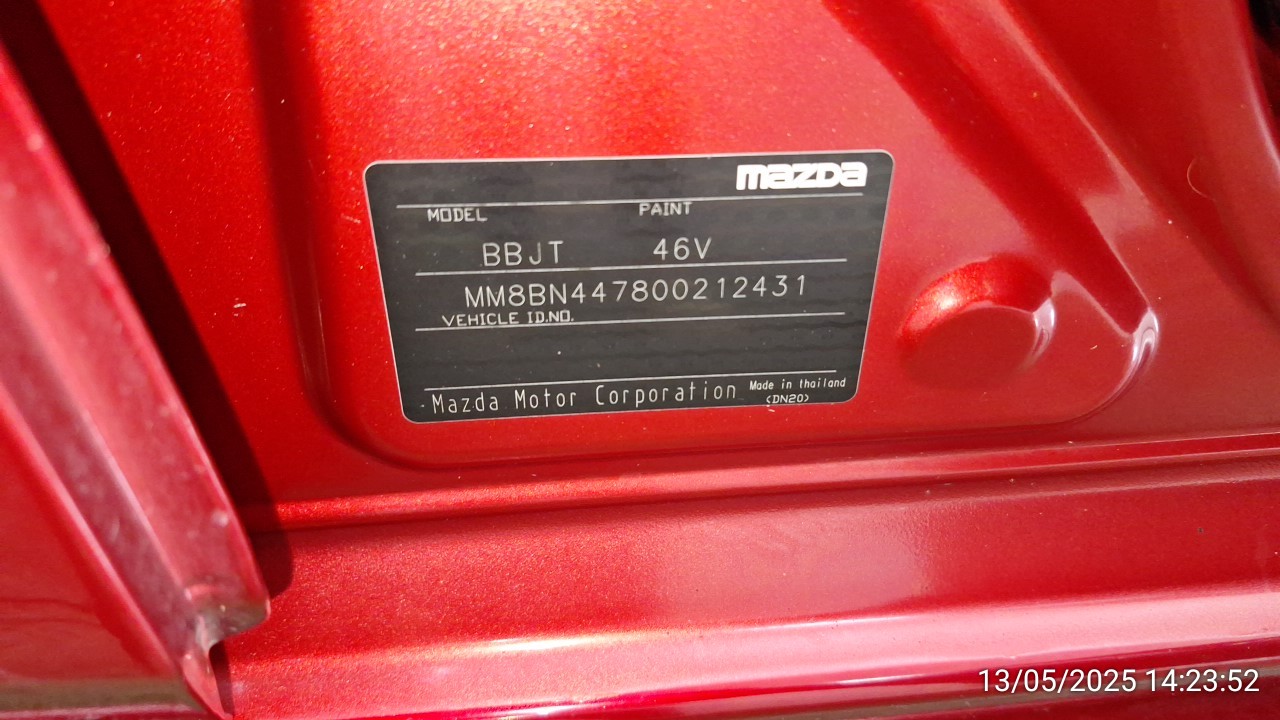 mazda
MODEL PAINT
BBJT 46V
MM8BN447800212431
VEHICLE ID.NO.
Mazda Motor Corporation Made in thailand
<DN20>
13/05/2025 14:23:52